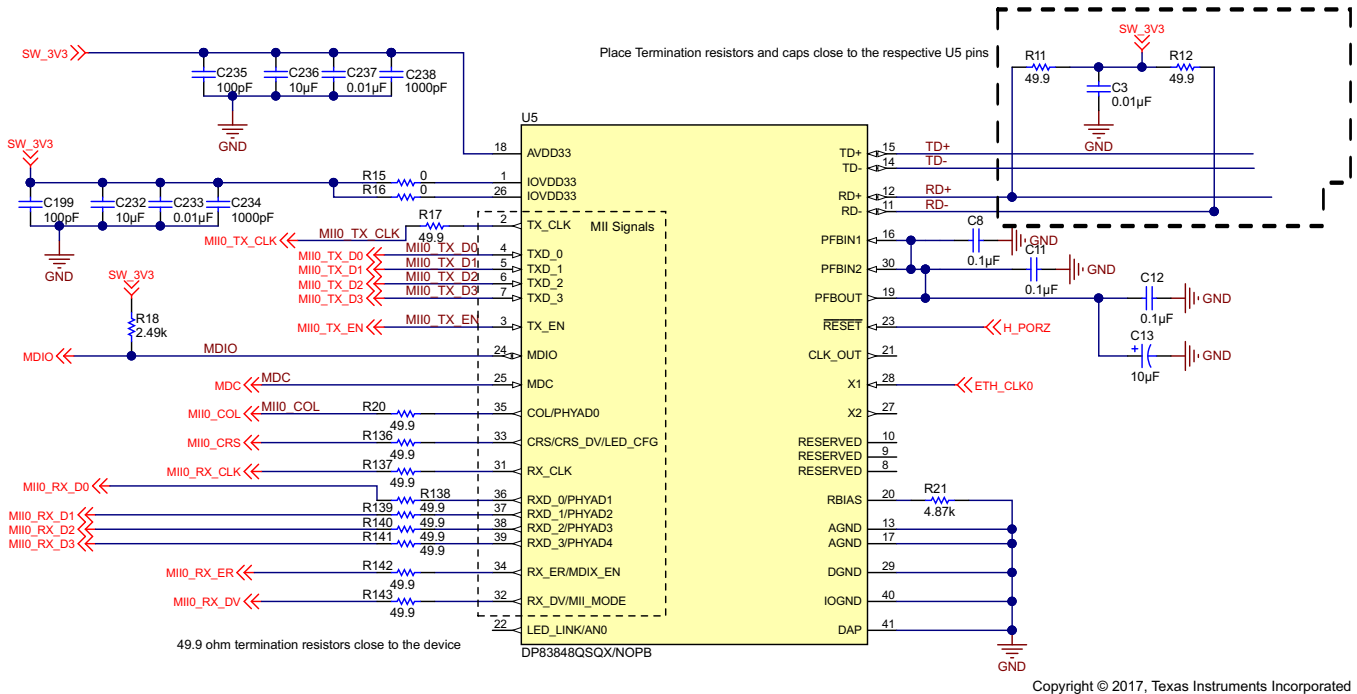 SW_3V3
C235
100pF
C236
10µF
C237
0.01µF
C238
1000pF
GND
Place Termination resistors and caps close to the respective U5 pins
SW_3V3
R11
49.9
R12
49.9
C3
0.01µF
GND
SW_3V3
C199
100pF
C232
10µF
C233
0.01µF
C234
1000pF
GND
R15 0
R16 0
R17
49.9
MII0_TX_CLK MII0_TX_CLK
MII0_TX_D0 MII0_TX_D0
MII0_TX_D1 MII0_TX_D1
MII0_TX_D2 MII0_TX_D2
MII0_TX_D3 MII0_TX_D3
MII0_TX_EN MII0_TX_EN
SW_3V3
R18
2.49k
MDIO MDIO
MDC MDC
MII0_COL MII0_COL R20
49.9
MII0_CRS R136
49.9
MII0_RX_CLK R137
49.9
MII0_RX_D0 R138
49.9
MII0_RX_D1 R139
49.9
MII0_RX_D2 R140
49.9
MII0_RX_D3 R141
49.9
MII0_RX_ER R142
49.9
MII0_RX_DV R143
49.9
49.9 ohm termination resistors close to the device
U5
MII Signals
18 AVDD33
1 IOVDD33
26 IOVDD33
2 TX_CLK
4 TXD_0
5 TXD_1
6 TXD_2
7 TXD_3
3 TX_EN
24 MDIO
25 MDC
35 COL/PHYAD0
33 CRS/CRS_DV/LED_CFG
31 RX_CLK
36 RXD_0/PHYAD1
37 RXD_1/PHYAD2
38 RXD_2/PHYAD3
39 RXD_3/PHYAD4
34 RX_ER/MDIX_EN
32 RX_DV/MII_MODE
22 LED_LINK/AN0
DP83848QSQX/NOPB
TD+ 15 TD+
TD- 14 TD-
RD+ 12 RD+
RD- 11 RD-
PFBIN1 16
PFBIN2 30
PFBOUT 19
RESET 23 H_PORZ
CLK_OUT 21
X1 28 ETH_CLK0
X2 27
RESERVED 10
RESERVED 9
RESERVED 8
RBIAS 20
AGND 13
AGND 17
DGND 29
IOGND 40
DAP 41
C8
0.1µF
GND
C11
0.1µF
GND
C12
0.1µF
GND
C13
+
10µF
GND
R21
4.87k
GND
Copyright © 2017, Texas Instruments Incorporated